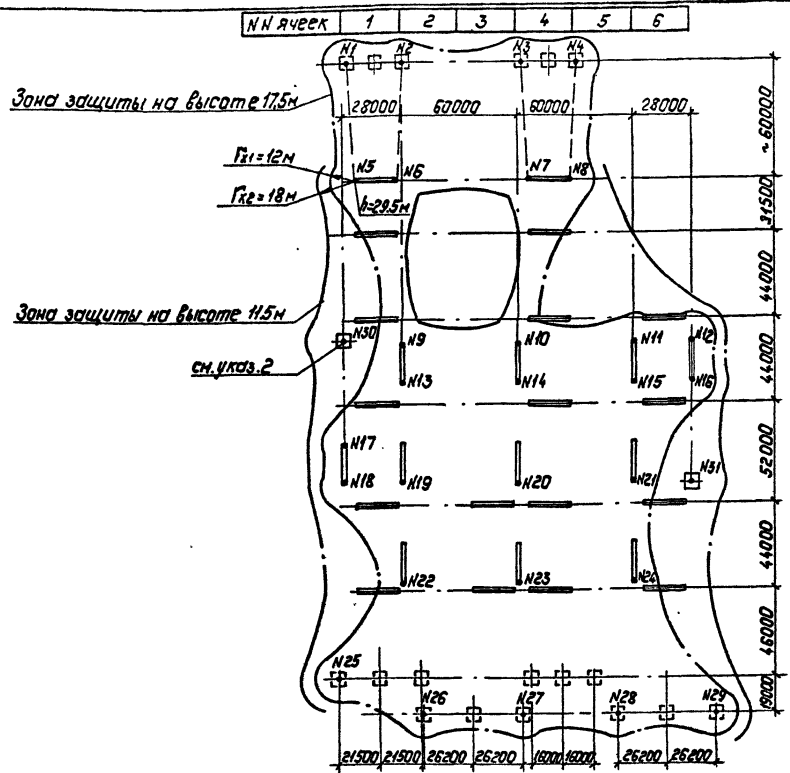 NN ячеек 1 2 3 4 5 6
N1 N2 N3 N4
Зона защиты на высоте 17,5м
28000 60000 60000 28000
~60000
Гx1=12м
N5 N6 N7 N8
Гx2=18м
h=29.5м
31500
44000
Зона защиты на высоте 11.5м
N30 N9 N10 N11 N12
см.указ.2
N13 N14 N15 N16
44000
N17
52000
N18 N19 N20 N21 N31
44000
N22 N23 N24
46000
N25
N26 N27 N28 N29
19000
21500 21500 26200 26200 16000 16000 26200 26200